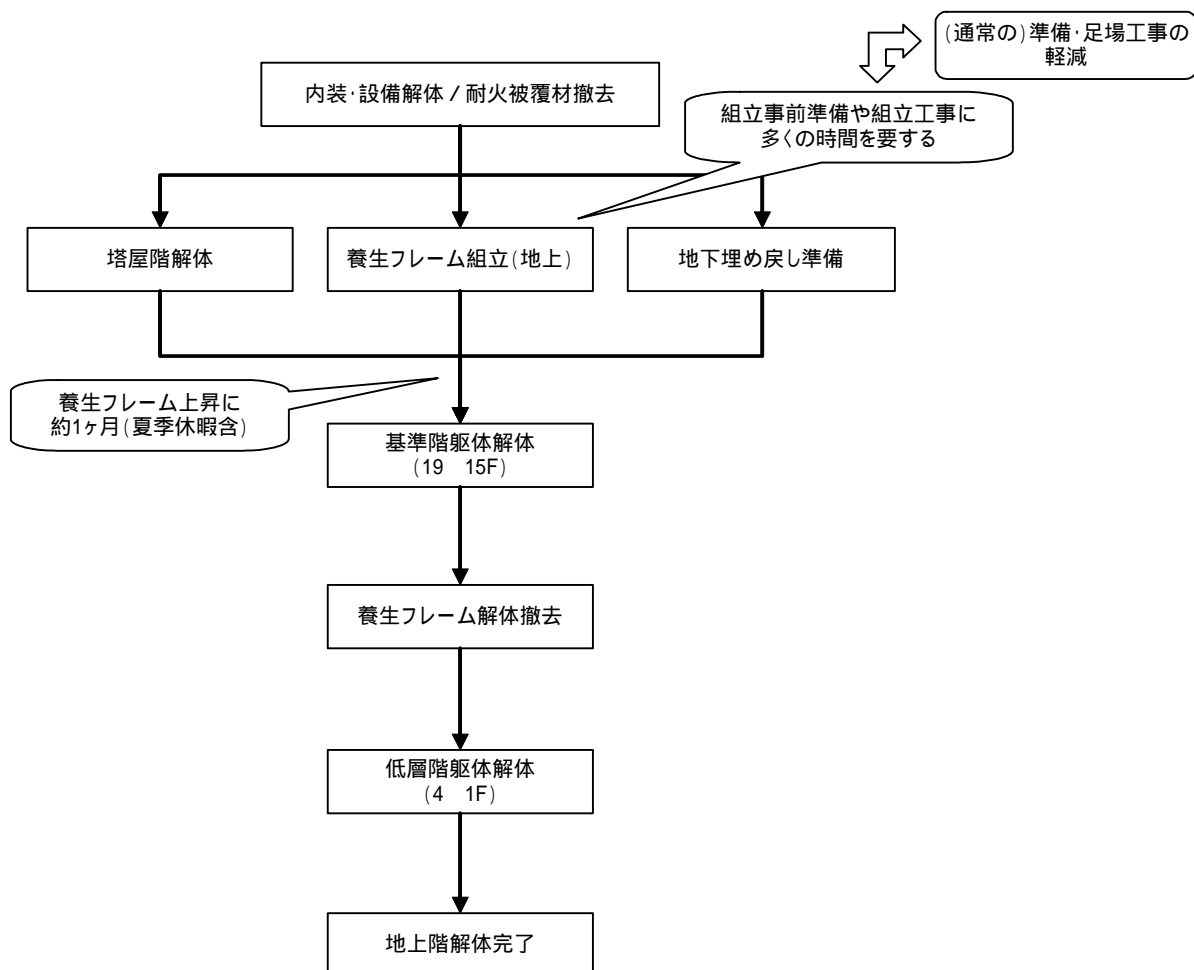 (通常の)準備・足場工事の
軽減
内装・設備解体 / 耐火被覆材撤去
組立事前準備や組立工事に
多くの時間を要する
塔屋階解体
養生フレーム組立(地上)
地下埋め戻し準備
養生フレーム上昇に
約1ヶ月(夏季休暇含)
基準階躯体解体
(19　15F)
養生フレーム解体撤去
低層階躯体解体
(4　1F)
地上階解体完了